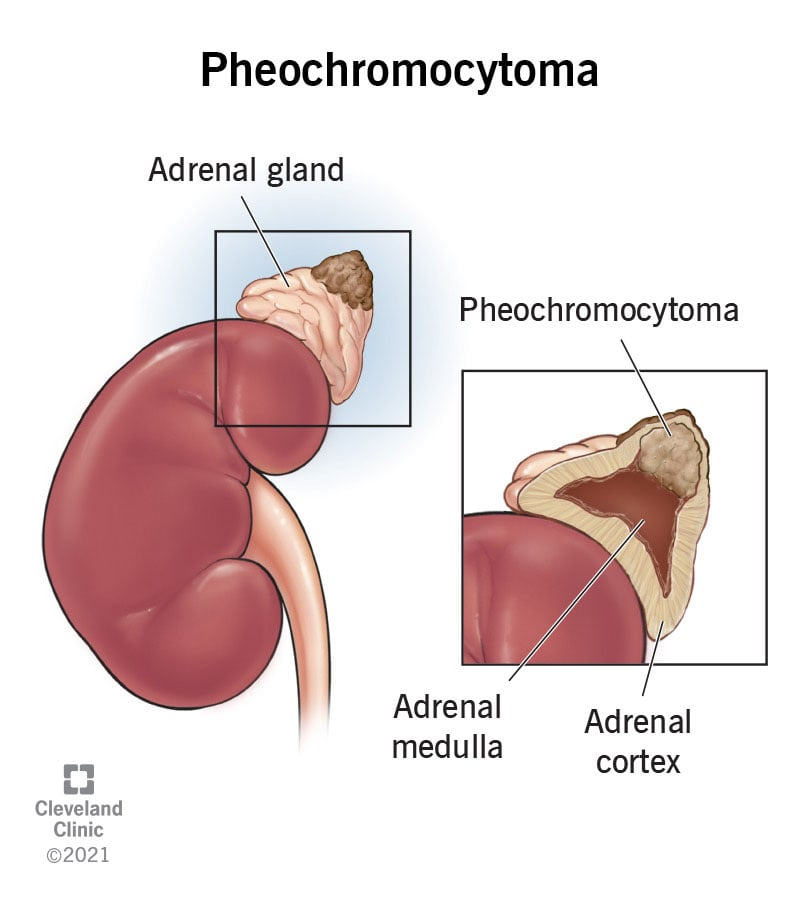 Pheochromocytoma
Adrenal gland
Pheochromocytoma
Adrenal
medulla
Adrenal
cortex
Cleveland
Clinic
©2021